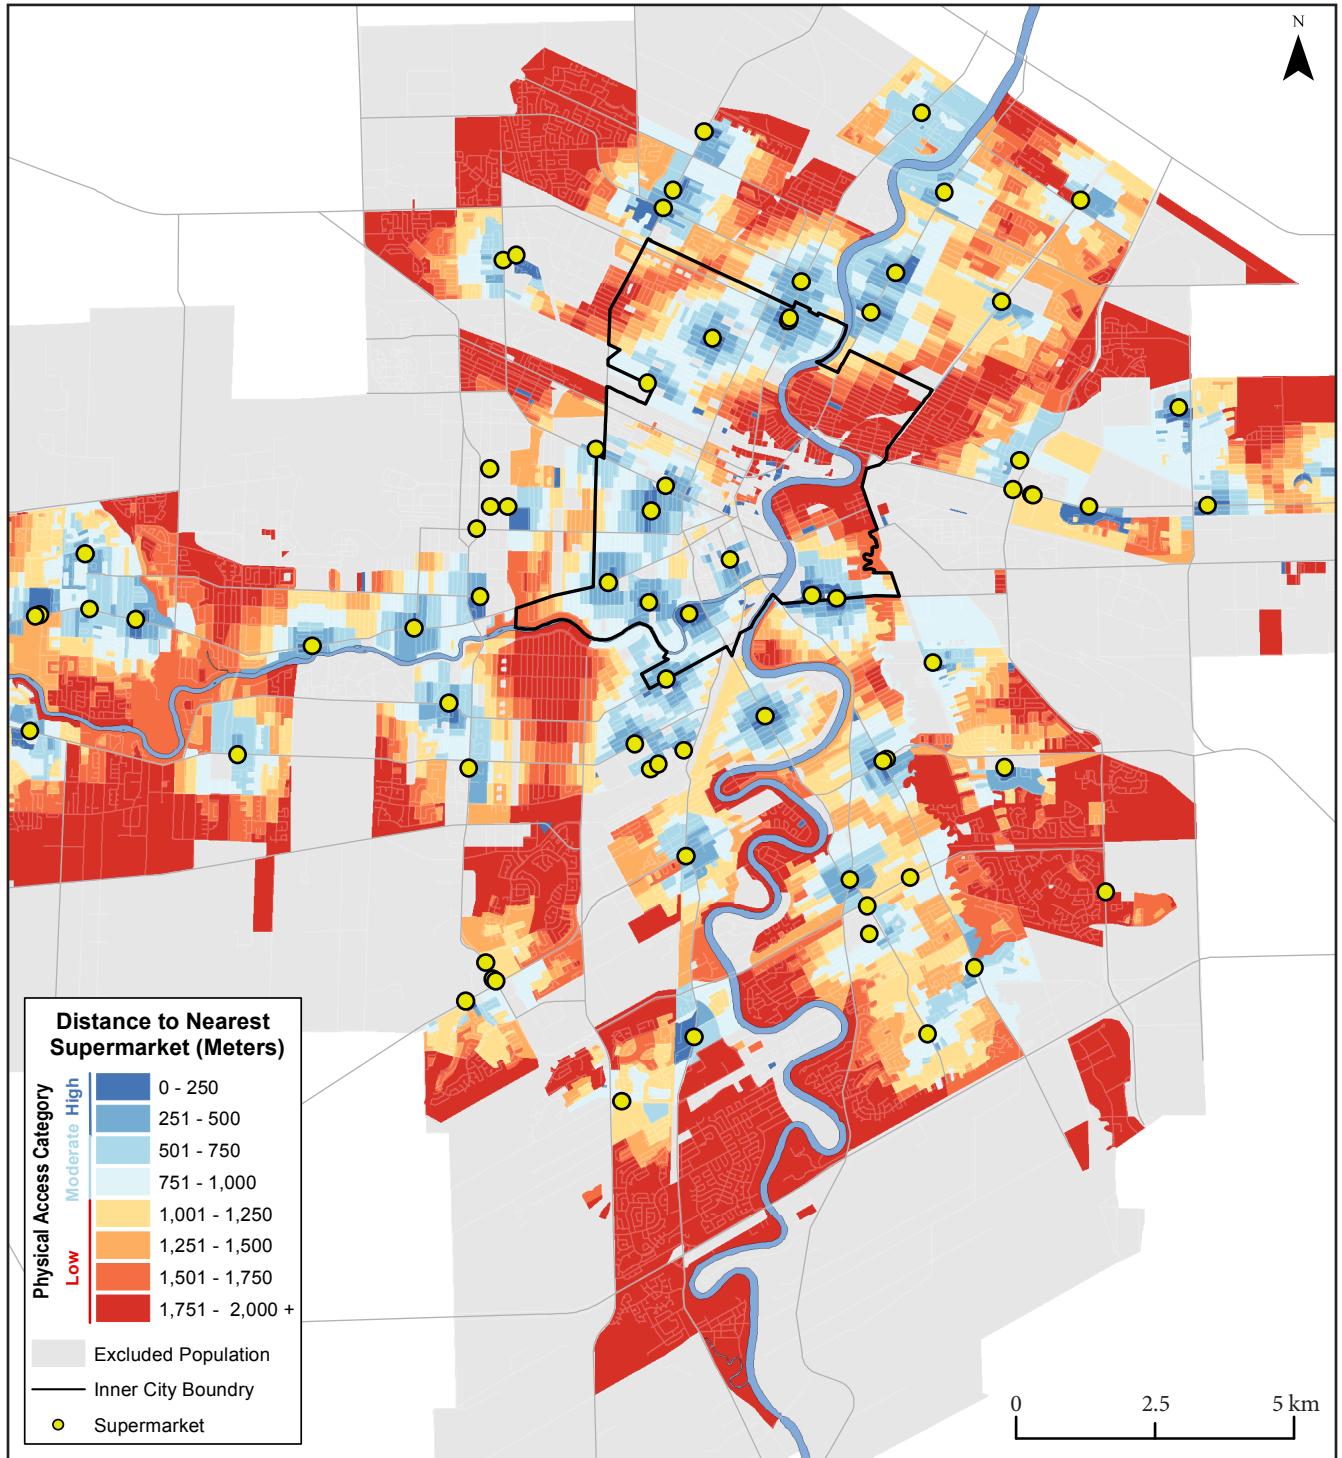 N
Distance to Nearest
Supermarket (Meters)
Physical Access Category
High
Moderate
Low
0 - 250
251 - 500
501 - 750
751 - 1,000
1,001 - 1,250
1,251 - 1,500
1,501 - 1,750
1,751 - 2,000 +
Excluded Population
Inner City Boundry
Supermarket
0 2.5 5 km